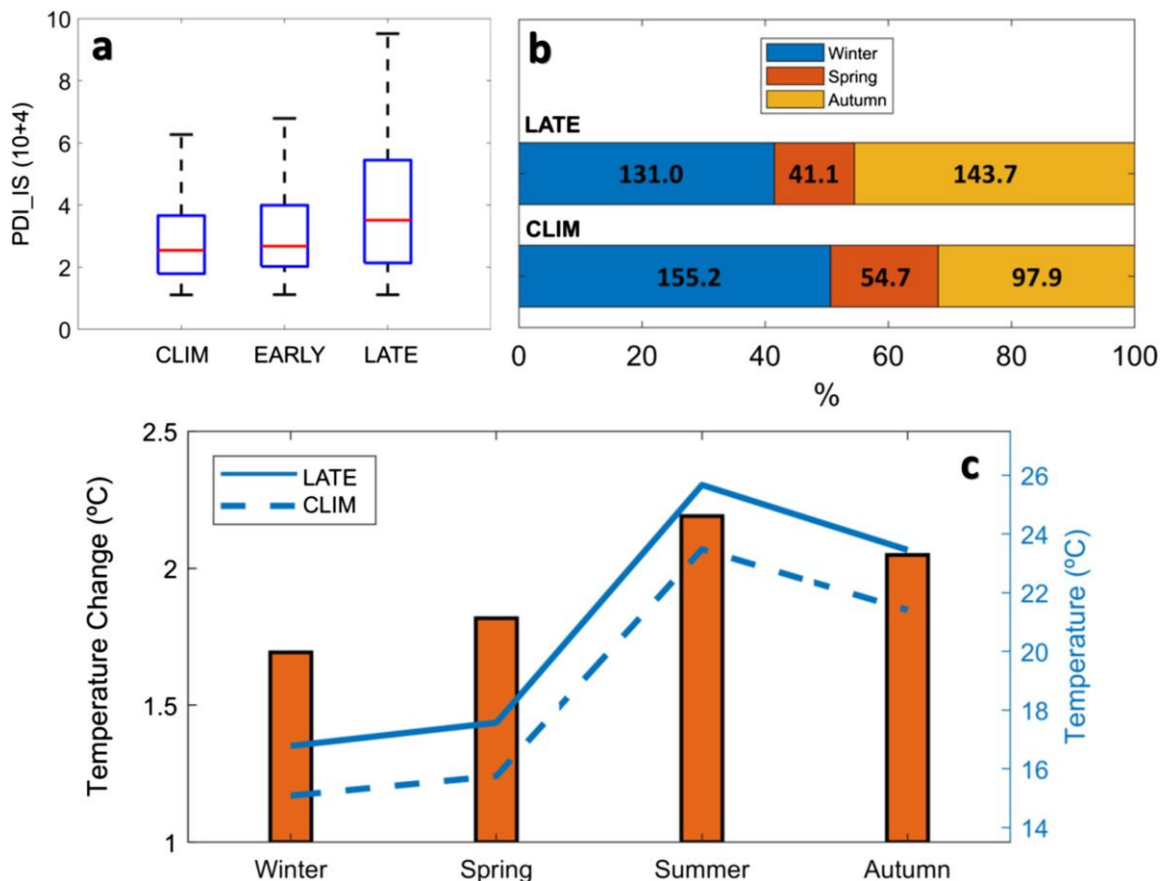 a
10
8
6
4
2
0
PDI_IS (10+4)
CLIM EARLY LATE
b
Winter
Spring
Autumn
LATE
131.0 41.1 143.7
CLIM
155.2 54.7 97.9
0 20 40 60 80 100
%
c
LATE
CLIM
2.5
2
1.5
1
Temperature Change (ºC)
26
24
22
20
18
16
14
Temperature (ºC)
Winter Spring Summer Autumn